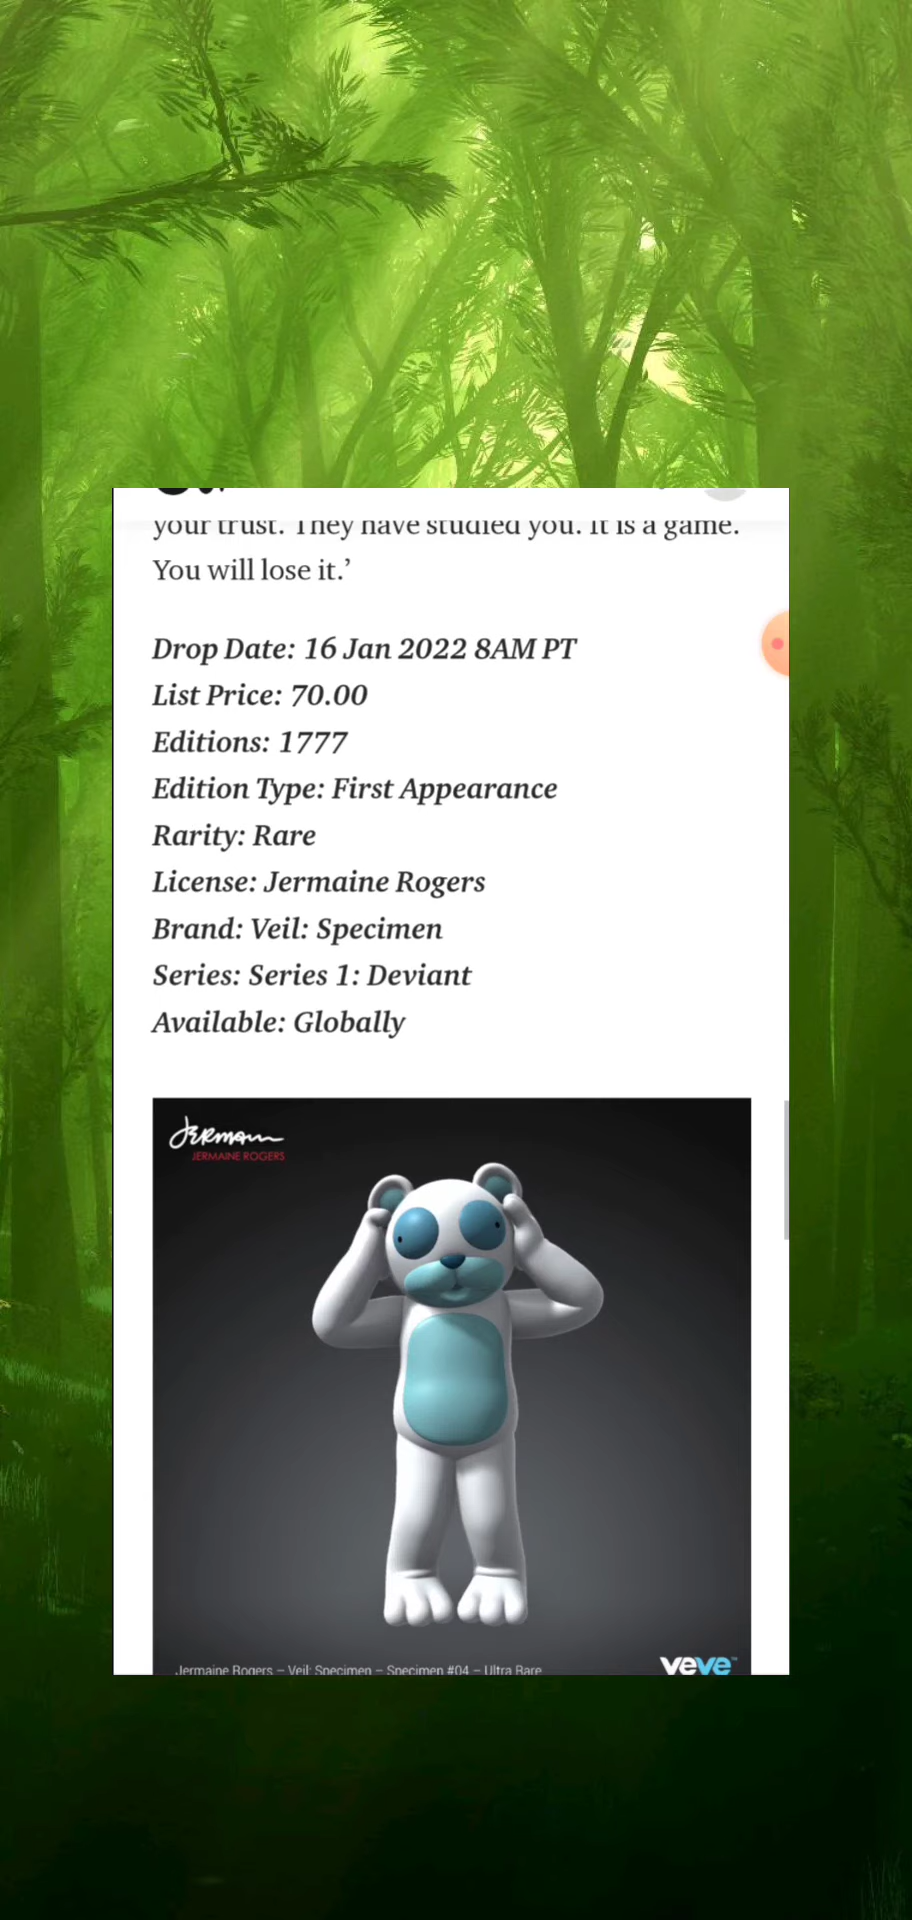 your trust. They have studied you. It is a game.
You will lose it.’
Drop Date: 16 Jan 2022 8AM PT
List Price: 70.00
Editions: 1777
Edition Type: First Appearance
Rarity: Rare
License: Jermaine Rogers
Brand: Veil: Specimen
Series: Series 1: Deviant
Available: Globally
JERMAINE ROGERS
Jermaine Rogers – Veil: Specimen – Specimen #04 – Ultra Rare
veve™